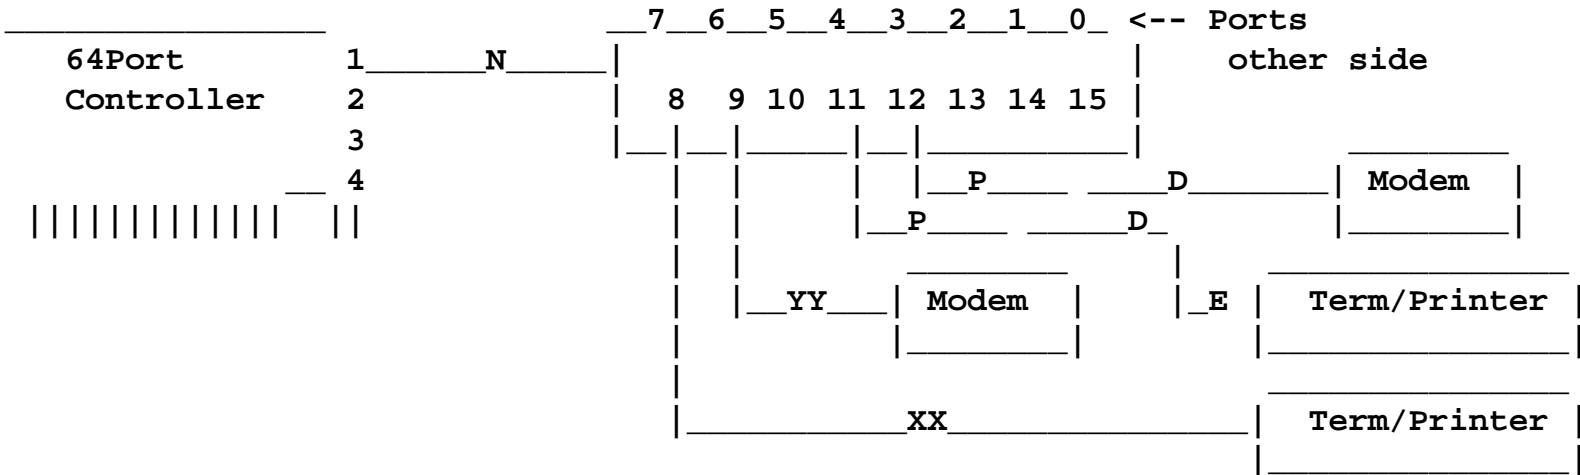 7 6 5 4 3 2 1 0 <-- Ports
64Port 1 N other side
Controller 2 8 9 10 11 12 13 14 15
3
4 P D Modem
P D
YY Modem E Term/Printer
XX Term/Printer